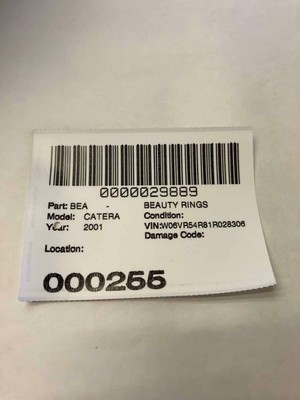 0000029889
Part: BEA - BEAUTY RINGS
Model: CATERA Condition:
Year: 2001 VIN:W06VR54R81R028306
Damage Code:
Location:
000255